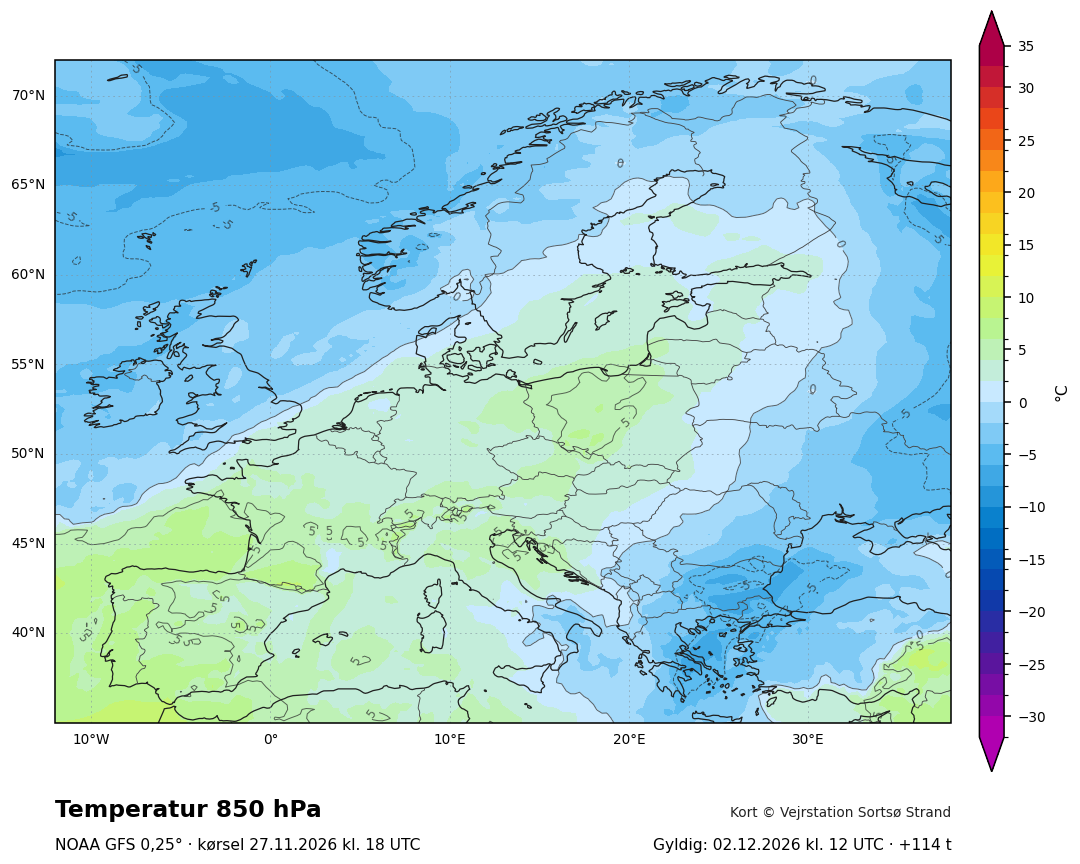 70°N
65°N
60°N
55°N
50°N
45°N
40°N
10°W
0°
10°E
20°E
30°E
35
30
25
20
15
10
5
0
−5
−10
−15
−20
−25
−30
°C
Temperatur 850 hPa
Kort © Vejrstation Sortsø Strand
NOAA GFS 0,25° · kørsel 27.11.2026 kl. 18 UTC
Gyldig: 02.12.2026 kl. 12 UTC · +114 t